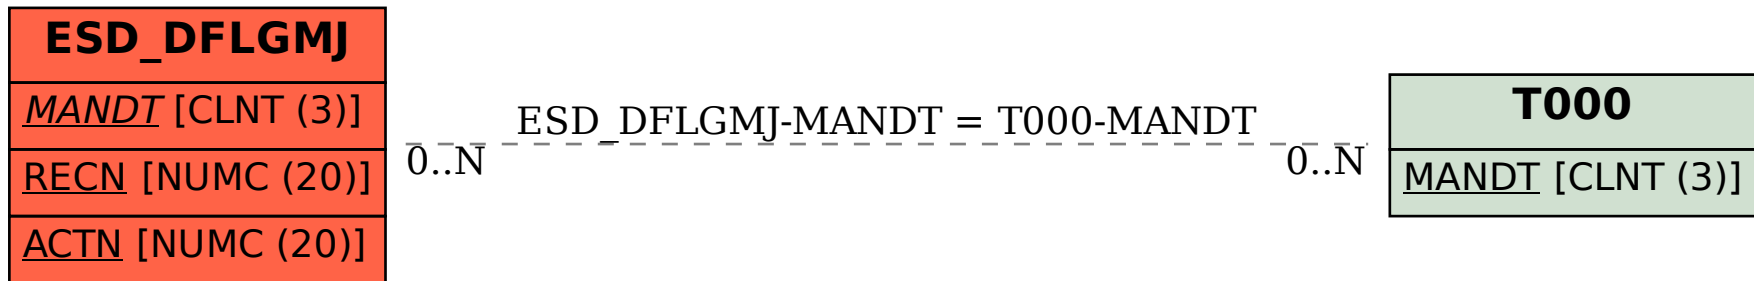 ESD_DFLGMJ
MANDT [CLNT (3)]
RECN [NUMC (20)]
ACTN [NUMC (20)]
ESD_DFLGMJ-MANDT = T000-MANDT
0..N
0..N
T000
MANDT [CLNT (3)]